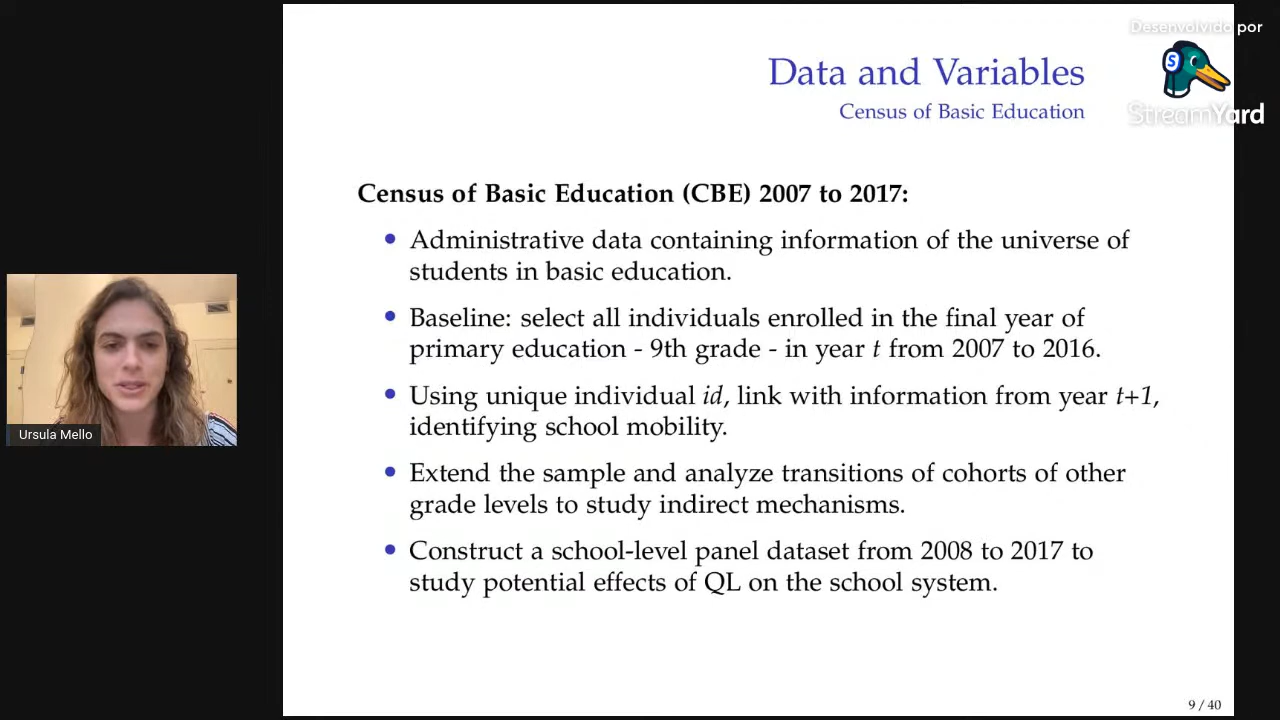 Desenvolvido por
StreamYard
Data and Variables
Census of Basic Education
Census of Basic Education (CBE) 2007 to 2017:
• Administrative data containing information of the universe of
students in basic education.
• Baseline: select all individuals enrolled in the final year of
primary education - 9th grade - in year t from 2007 to 2016.
• Using unique individual id, link with information from year t+1,
identifying school mobility.
• Extend the sample and analyze transitions of cohorts of other
grade levels to study indirect mechanisms.
• Construct a school-level panel dataset from 2008 to 2017 to
study potential effects of QL on the school system.
Ursula Mello
9 / 40